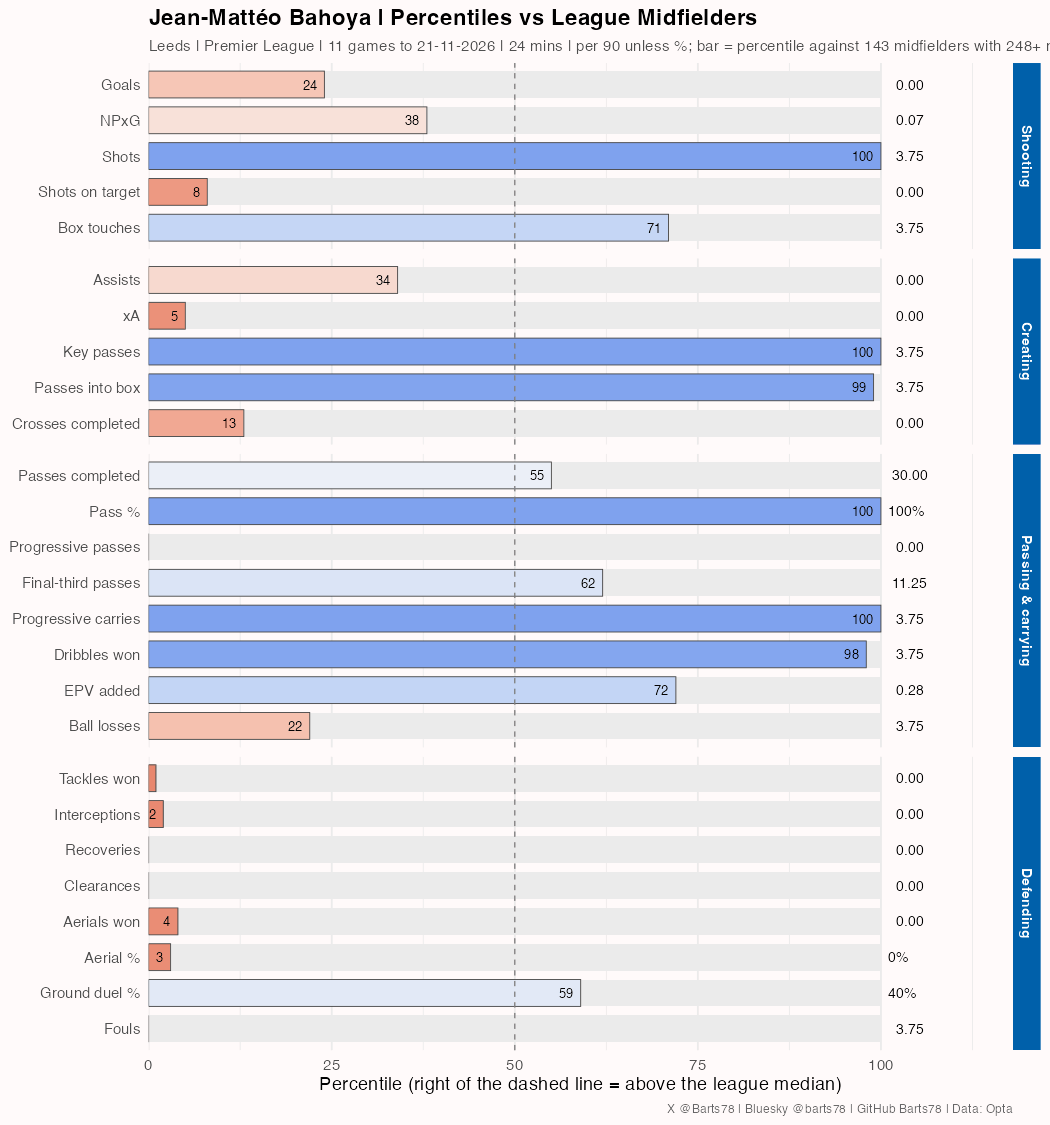 Jean-Mattéo Bahoya | Percentiles vs League Midfielders
Leeds | Premier League | 11 games to 21-11-2026 | 24 mins | per 90 unless %; bar = percentile against 143 midfielders with 248+
Goals 24 0.00
NPxG 38 0.07
Shots 100 3.75
Shots on target 8 0.00
Box touches 71 3.75
Shooting
Assists 34 0.00
xA 5 0.00
Key passes 100 3.75
Passes into box 99 3.75
Crosses completed 13 0.00
Creating
Passes completed 55 30.00
Pass % 100 100%
Progressive passes 0.00
Final-third passes 62 11.25
Progressive carries 100 3.75
Dribbles won 98 3.75
EPV added 72 0.28
Ball losses 22 3.75
Passing & carrying
Tackles won 0.00
Interceptions 2 0.00
Recoveries 0.00
Clearances 0.00
Aerials won 4 0.00
Aerial % 3 0%
Ground duel % 59 40%
Fouls 3.75
Defending
0 25 50 75 100
Percentile (right of the dashed line = above the league median)
X @Barts78 | Bluesky @barts78 | GitHub Barts78 | Data: Opta